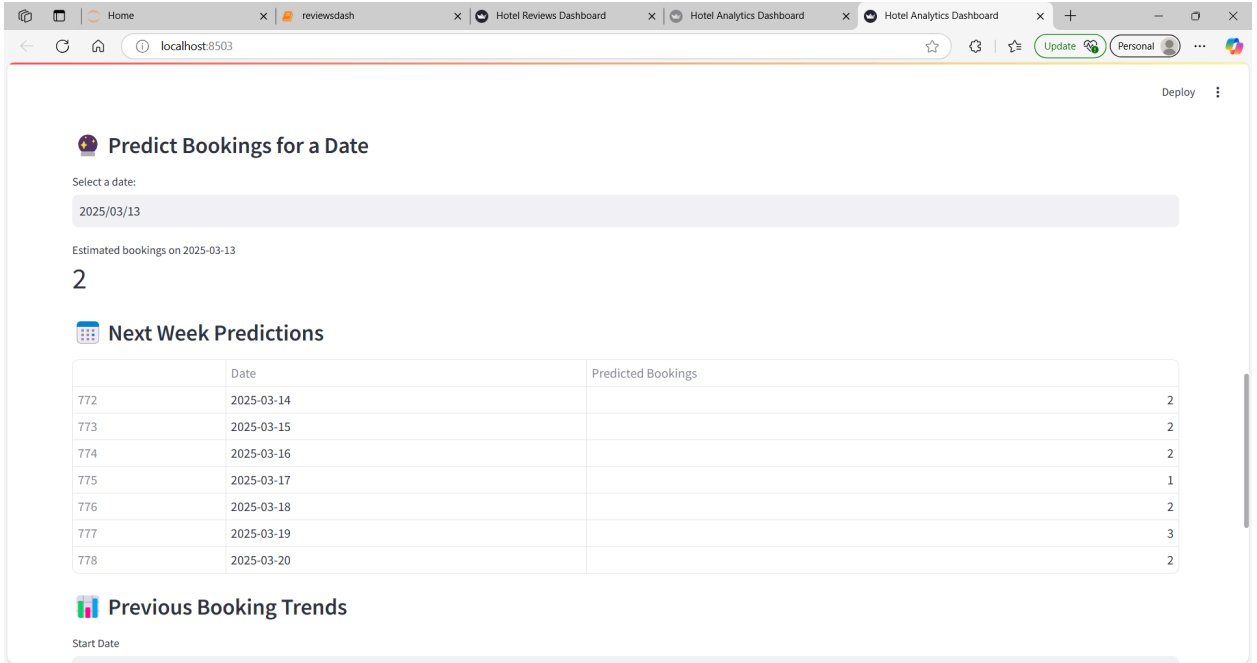 Home
reviewsdash
Hotel Reviews Dashboard
Hotel Analytics Dashboard
Hotel Analytics Dashboard
localhost:8503
Update
Personal
Deploy
Predict Bookings for a Date
Select a date:
2025/03/13
Estimated bookings on 2025-03-13
2
Next Week Predictions
Date Predicted Bookings
772 2025-03-14 2
773 2025-03-15 2
774 2025-03-16 2
775 2025-03-17 1
776 2025-03-18 2
777 2025-03-19 3
778 2025-03-20 2
Previous Booking Trends
Start Date